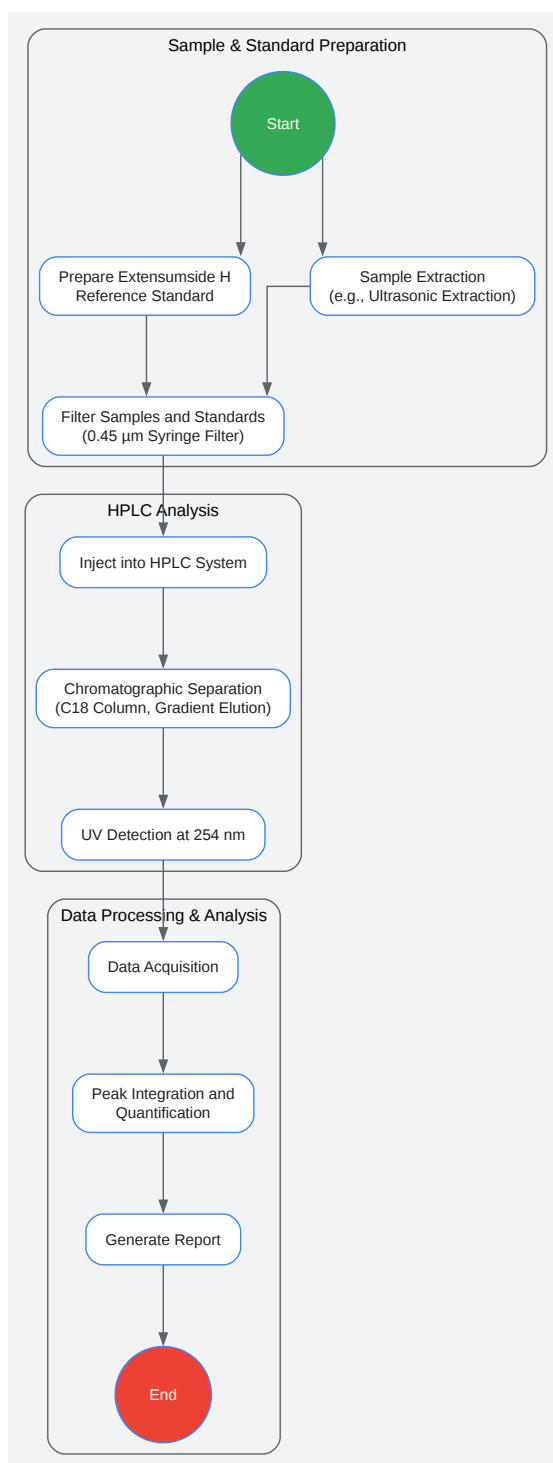 Sample & Standard Preparation
Start
Prepare Extensumside H
Reference Standard
Sample Extraction
(e.g., Ultrasonic Extraction)
Filter Samples and Standards
(0.45 µm Syringe Filter)
HPLC Analysis
Inject into HPLC System
Chromatographic Separation
(C18 Column, Gradient Elution)
UV Detection at 254 nm
Data Processing & Analysis
Data Acquisition
Peak Integration and
Quantification
Generate Report
End